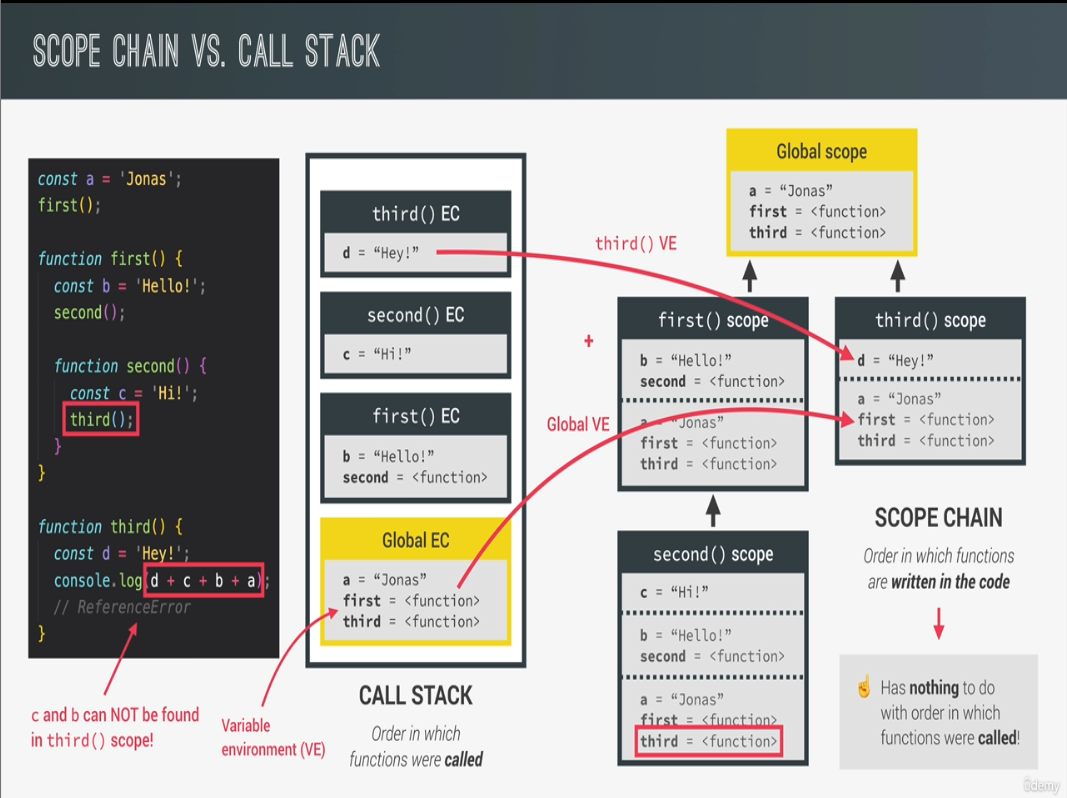 SCOPE CHAIN VS. CALL STACK
const a = 'Jonas';
first();
function first() {
const b = 'Hello!';
second();
function second() {
const c = 'Hi!';
third();
}
}
function third() {
const d = 'Hey!';
console.log(d + c + b + a);
// ReferenceError
}
c and b can NOT be found
in third() scope!
third() EC
d = “Hey!”
second() EC
c = “Hi!”
first() EC
b = “Hello!”
second = <function>
Global EC
a = “Jonas”
first = <function>
third = <function>
Variable
environment (VE)
CALL STACK
Order in which
functions were called
third() VE
+
Global VE
Global scope
a = “Jonas”
first = <function>
third = <function>
first() scope
b = “Hello!”
second = <function>
a = “Jonas”
first = <function>
third = <function>
second() scope
c = “Hi!”
b = “Hello!”
second = <function>
a = “Jonas”
first = <function>
third = <function>
third() scope
d = “Hey!”
a = “Jonas”
first = <function>
third = <function>
SCOPE CHAIN
Order in which functions
are written in the code
☝ Has nothing to do
with order in which
functions were called!
ûdemy